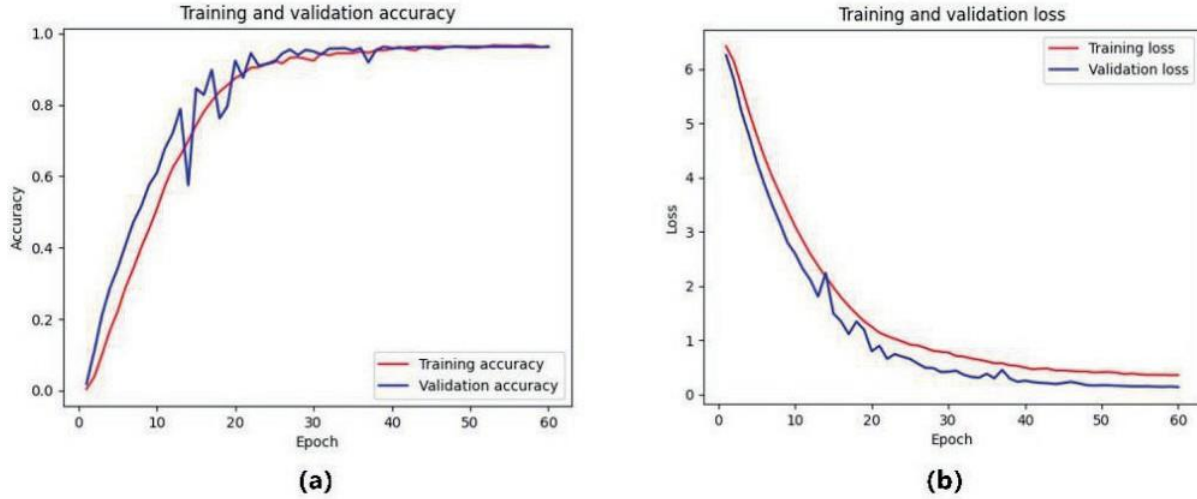 Training and validation accuracy
1.0
0.8
0.6
0.4
0.2
0.0
Accuracy
Training accuracy
Validation accuracy
0 10 20 30 40 50 60
Epoch
(a)
Training and validation loss
Training loss
Validation loss
6
5
4
3
2
1
0
Loss
0 10 20 30 40 50 60
Epoch
(b)